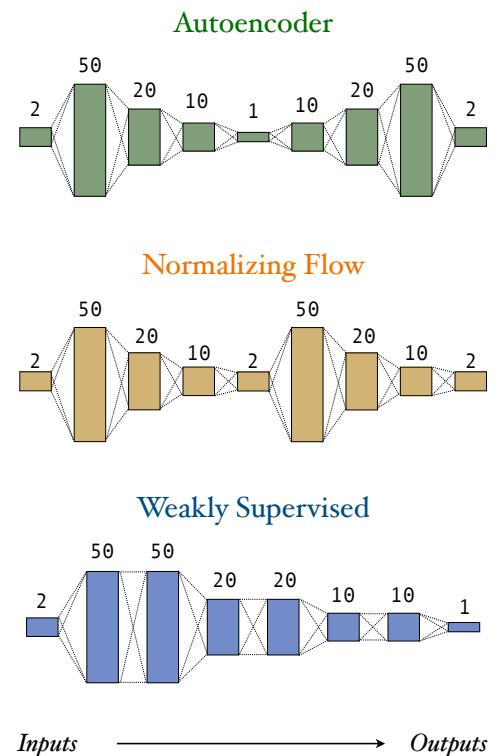 Autoencoder
2 50 20 10 1 10 20 50 2
Normalizing Flow
2 50 20 10 2 50 20 10 2
Weakly Supervised
2 50 50 20 20 10 10 1
Inputs Outputs